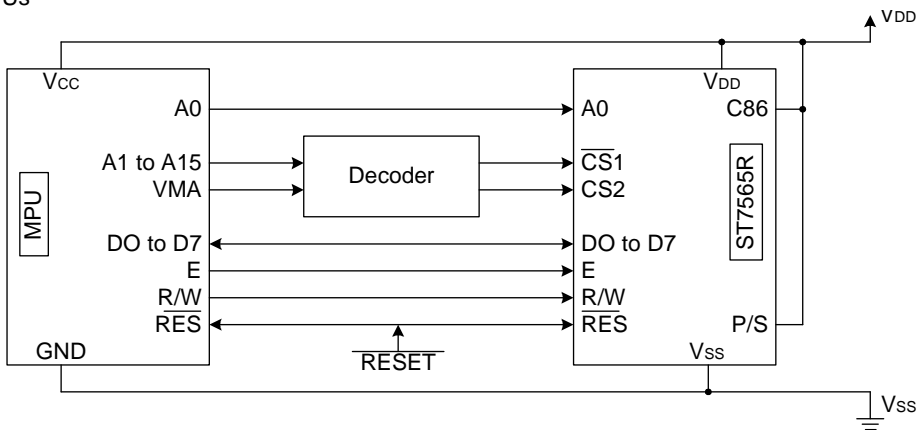 VDD
VCC
VDD
A0
A0
C86
A1 to A15
Decoder
CS1
VMA
CS2
MPU
ST7565R
DO to D7
DO to D7
E
E
R/W
R/W
RES
RES
P/S
GND
RESET
VSS
VSS